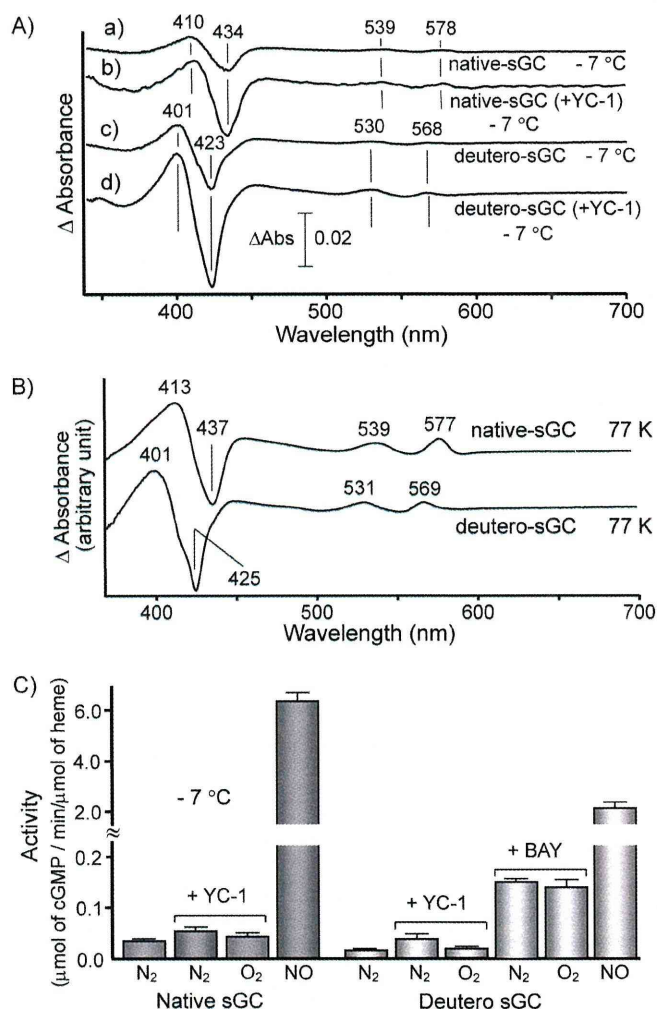 A)
a)
410
434
539
578
native-sGC - 7 °C
b)
native-sGC (+YC-1)
- 7 °C
401
c)
423
530
568
deutero-sGC - 7 °C
d)
deutero-sGC (+YC-1)
- 7 °C
ΔAbs 0.02
Δ Absorbance
400 500 600 700
Wavelength (nm)
B)
413
437
539
577
native-sGC 77 K
401
531
569
deutero-sGC 77 K
425
Δ Absorbance
(arbitrary unit)
400 500 600 700
Wavelength (nm)
C)
Activity
(μmol of cGMP / min/μmol of heme)
6.0
4.0
2.0
≈
0.2
0.1
0.0
- 7 °C
+ YC-1
+ YC-1
+ BAY
N₂ N₂ O₂ NO N₂ N₂ O₂ N₂ O₂ NO
Native sGC Deutero sGC